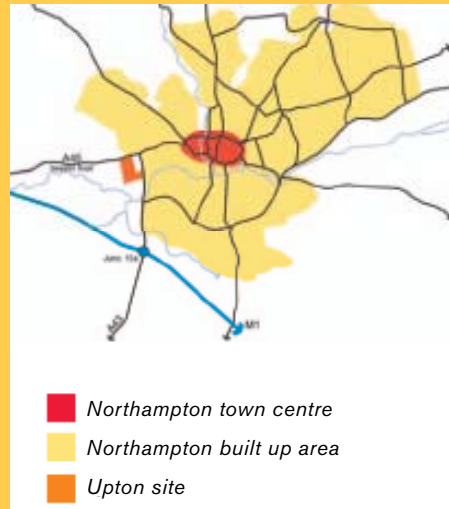 A45
Junc. 15a
A43
M1
Northampton town centre
Northampton built up area
Upton site